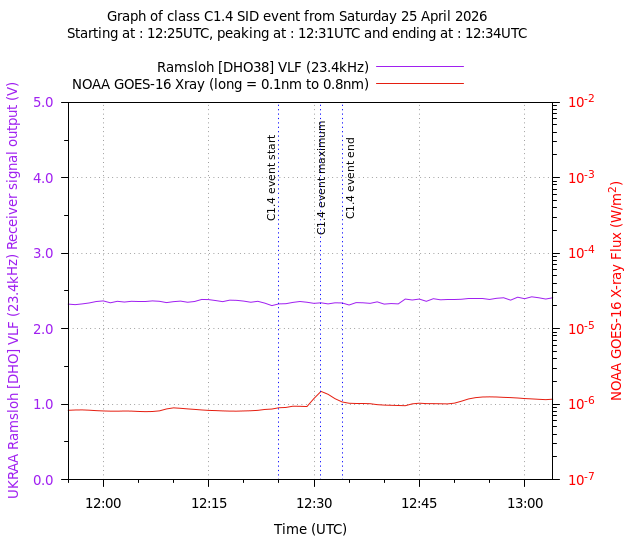 Graph of class C1.4 SID event from Saturday 25 April 2026
Starting at : 12:25UTC, peaking at : 12:31UTC and ending at : 12:34UTC
Ramsloh [DHO38] VLF (23.4kHz)
NOAA GOES-16 Xray (long = 0.1nm to 0.8nm)
UKRAA Ramsloh [DHO] VLF (23.4kHz) Receiver signal output (V)
5.0
4.0
3.0
2.0
1.0
0.0
C1.4 event start
C1.4 event maximum
C1.4 event end
10-2
10-3
10-4
10-5
10-6
10-7
NOAA GOES-16 X-ray Flux (W/m2)
12:00
12:15
12:30
12:45
13:00
Time (UTC)